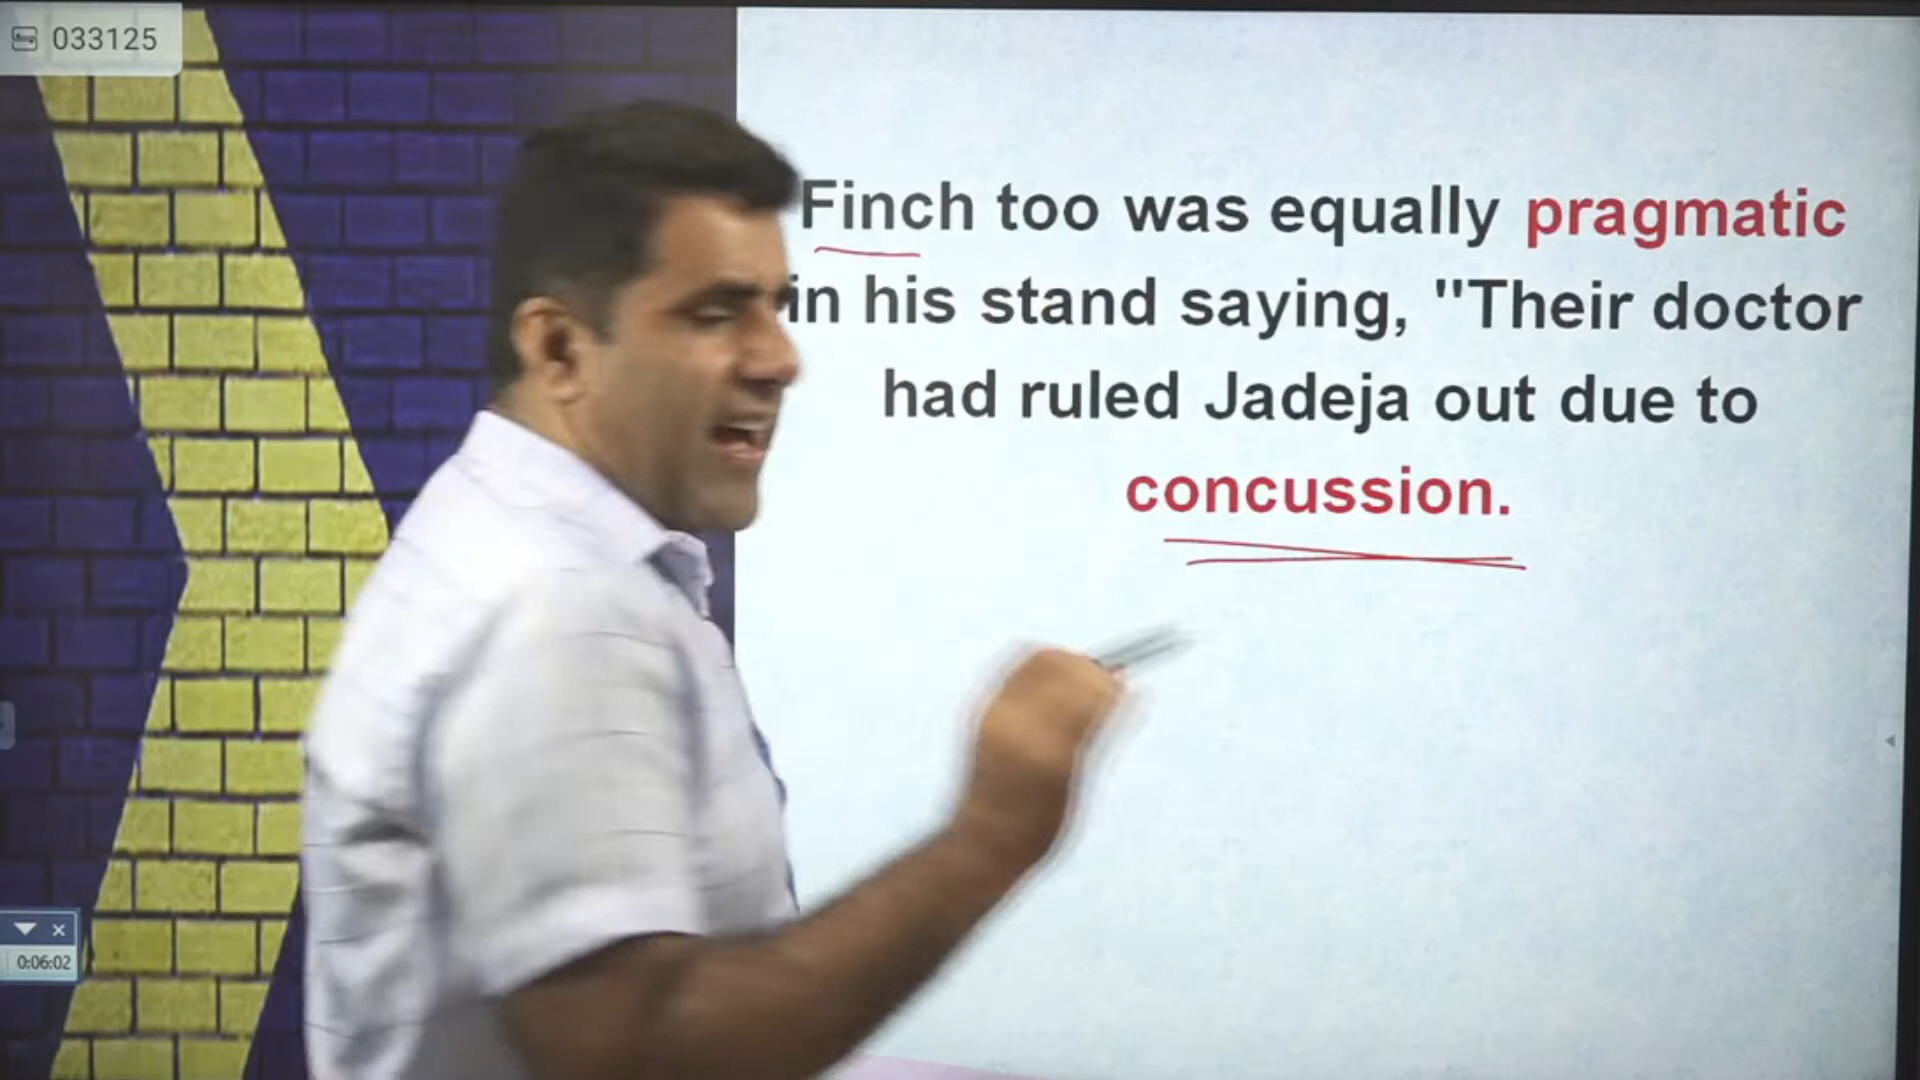 033125
Finch too was equally pragmatic
in his stand saying, "Their doctor
had ruled Jadeja out due to
concussion.
0:06:02